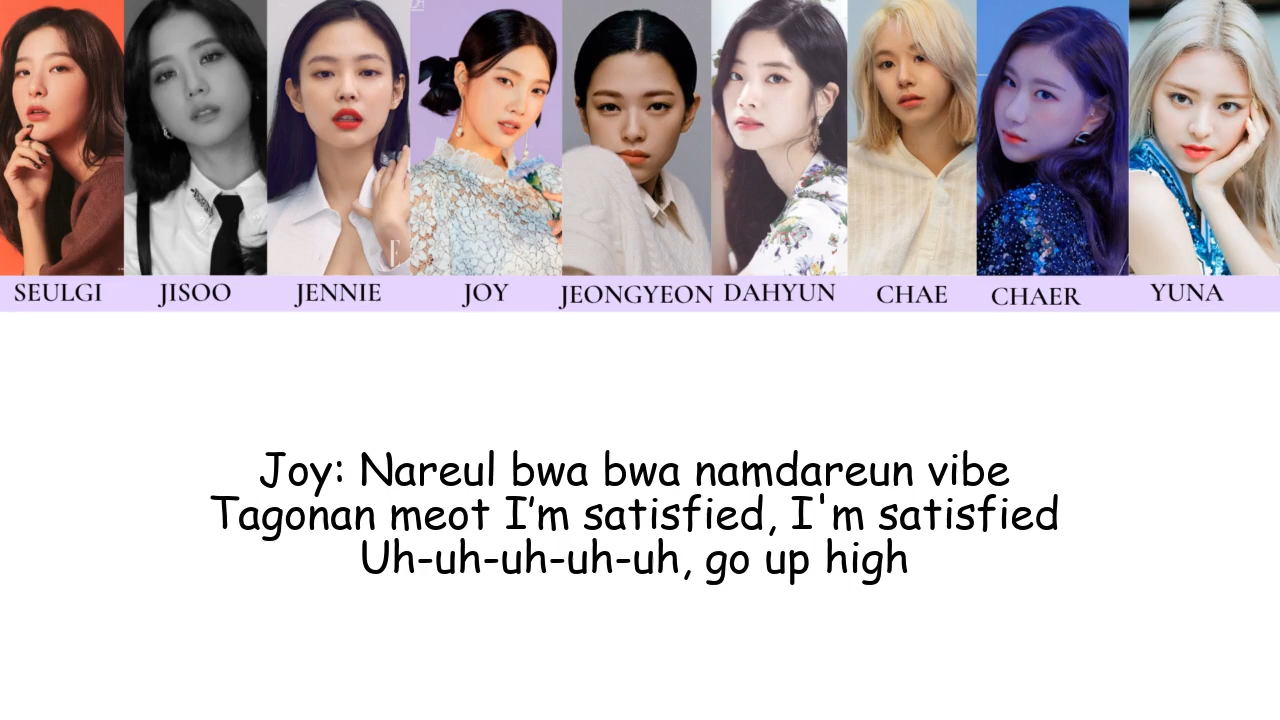 SEULGI JISOO JENNIE JOY JEONGYEON DAHYUN CHAE CHAER YUNA
Joy: Nareul bwa bwa namdareun vibe
Tagonan meot I’m satisfied, I'm satisfied
Uh-uh-uh-uh-uh, go up high